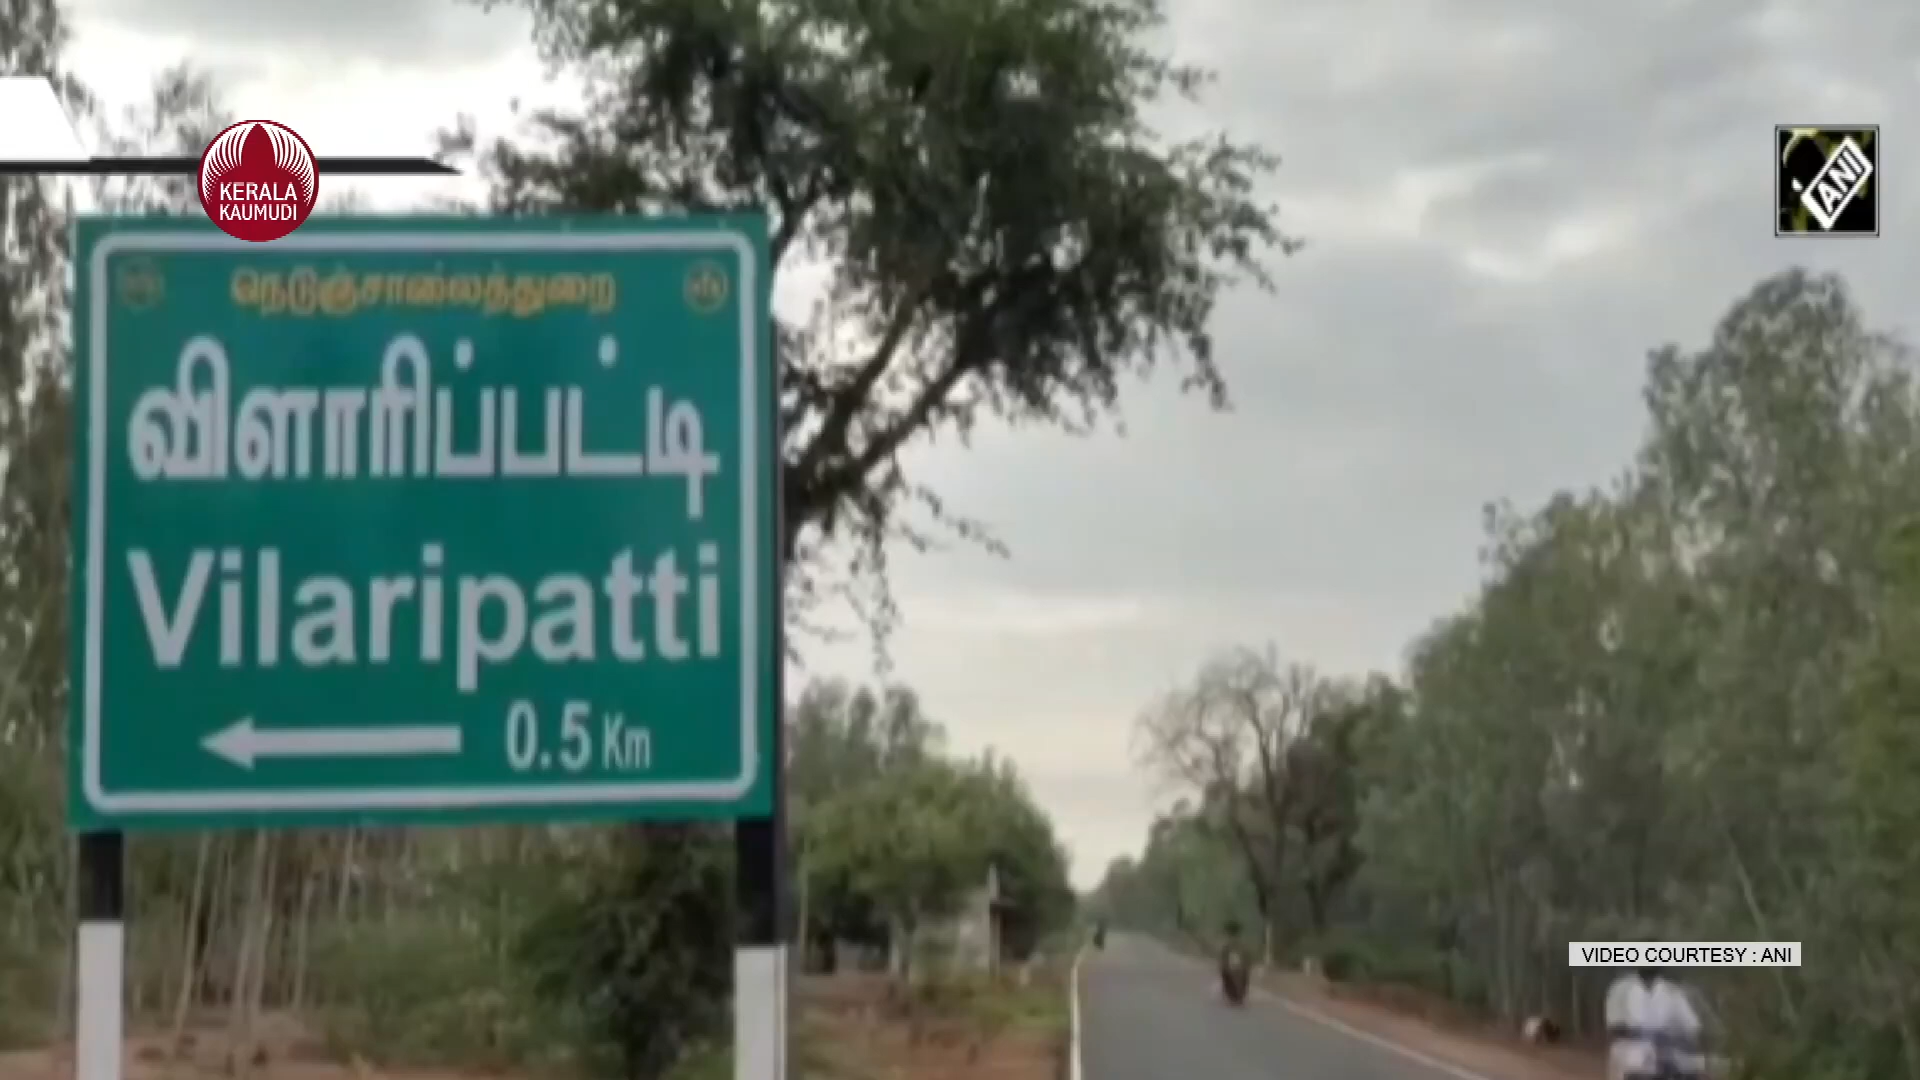 KERALA
KAUMUDI
ANI
நெடுஞ்சாலைத்துறை
விளாரிப்பட்டி
Vilaripatti
0.5 Km
VIDEO COURTESY : ANI